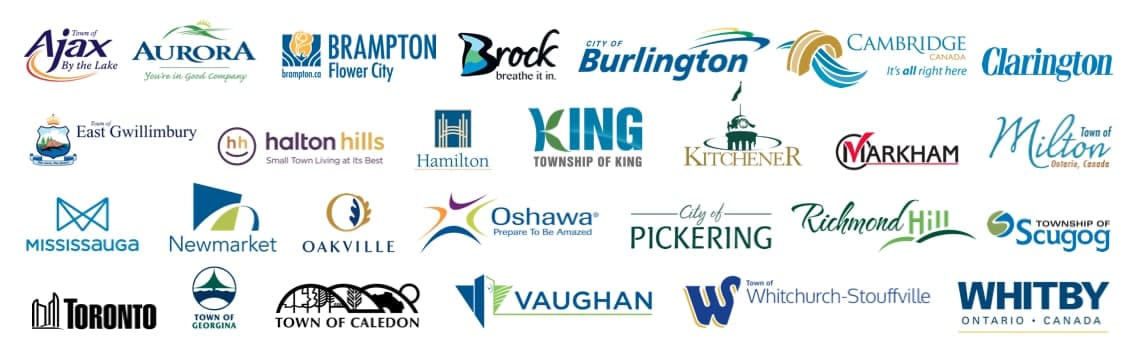 Town of
Ajax
By the Lake
AURORA
You're in Good Company
brampton.ca
BRAMPTON
Flower City
Brock
breathe it in.
CITY OF
Burlington
CAMBRIDGE
CANADA
It's all right here
Clarington
Town of
East Gwillimbury
hh
halton hills
Small Town Living at Its Best
Hamilton
KING
TOWNSHIP OF KING
KITCHENER
MARKHAM
Milton
Town of
Ontario, Canada
MISSISSAUGA
Newmarket
OAKVILLE
Oshawa®
Prepare To Be Amazed
City of
PICKERING
Richmond Hill
TOWNSHIP OF
Scugog
TORONTO
TOWN OF
GEORGINA
TOWN OF CALEDON
VAUGHAN
W
Town of
Whitchurch-Stouffville
WHITBY
ONTARIO • CANADA